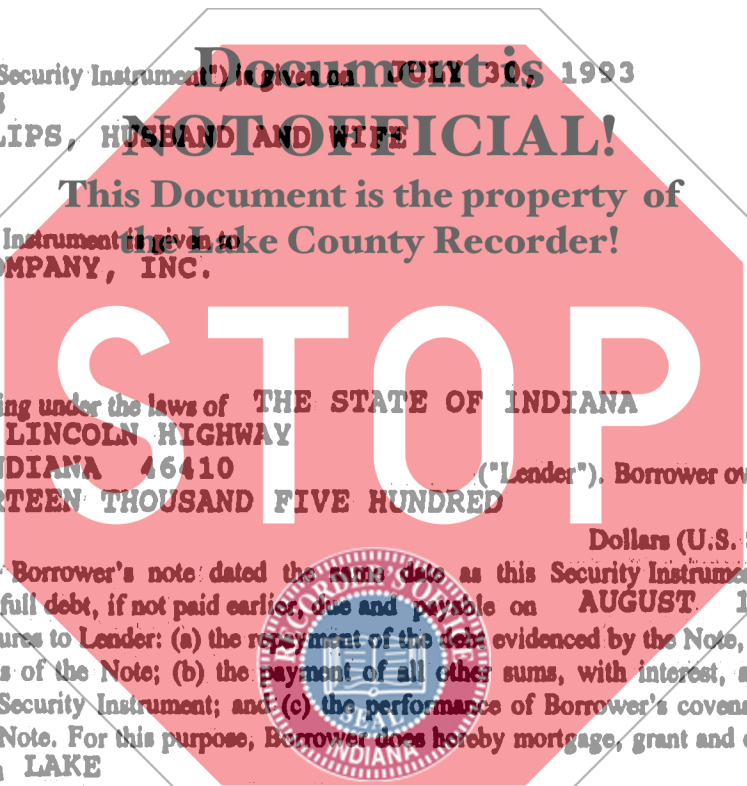 Document is
Security Instrument") is given on JULY 30, 1993
LIPS, HUSBAND AND WIFE
NOT OFFICIAL!
This Document is the property of
Instrument is given to
the Lake County Recorder!
OMPANY, INC.
STOP
ing under the laws of THE STATE OF INDIANA
LINCOLN HIGHWAY
NDIANA 46410 ("Lender"). Borrower ow
RTEEN THOUSAND FIVE HUNDRED
Dollars (U.S.
Borrower's note dated the same date as this Security Instrume
full debt, if not paid earlier, due and payable on AUGUST 1
ures to Lender: (a) the repayment of the debt evidenced by the Note,
s of the Note; (b) the payment of all other sums, with interest, a
Security Instrument; and (c) the performance of Borrower's covena
Note. For this purpose, Borrower does hereby mortgage, grant and c
LAKE
RECORDER'S OFFICE
SEAL
INDIANA